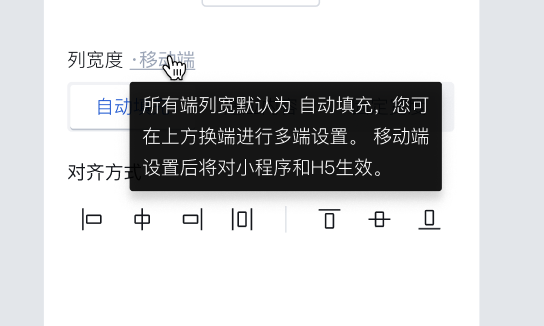 列宽度 ·移动端
自动
所有端列宽默认为 自动填充，您可
在上方换端进行多端设置。 移动端
设置后将对小程序和H5生效。
对齐方式